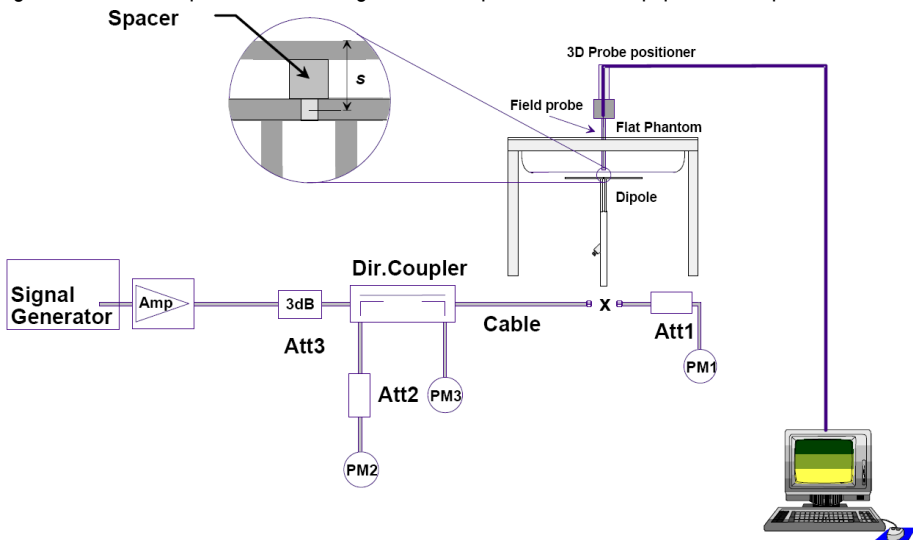 Spacer
s
3D Probe positioner
Field probe
Flat Phantom
Dipole
Signal
Generator
Amp
3dB
Att3
Dir.Coupler
Cable
x
Att1
PM1
Att2
PM3
PM2